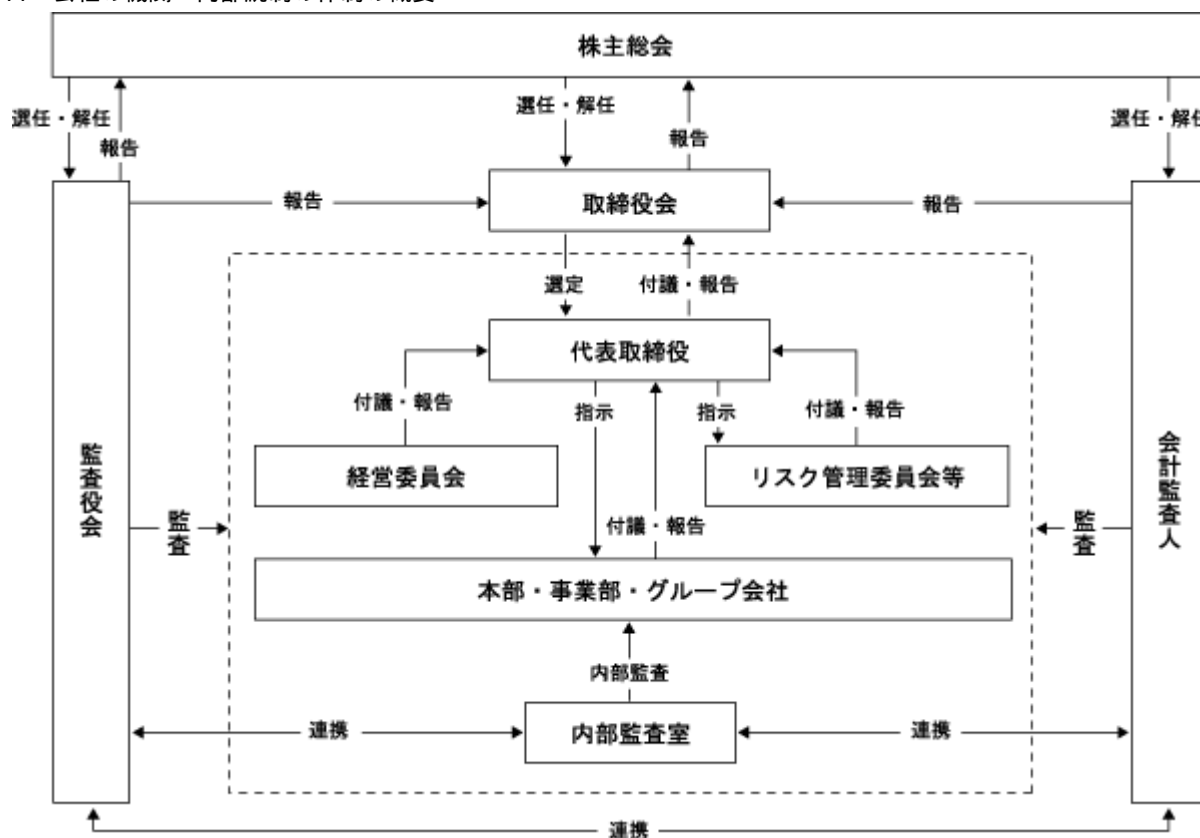 株主総会
選任・解任
報告
選任・解任
報告
選任・解任
取締役会
報告
報告
選定
付議・報告
代表取締役
付議・報告
指示
指示
付議・報告
経営委員会
リスク管理委員会等
監査役会
会計監査人
監査
監査
付議・報告
本部・事業部・グループ会社
内部監査
内部監査室
連携
連携
連携